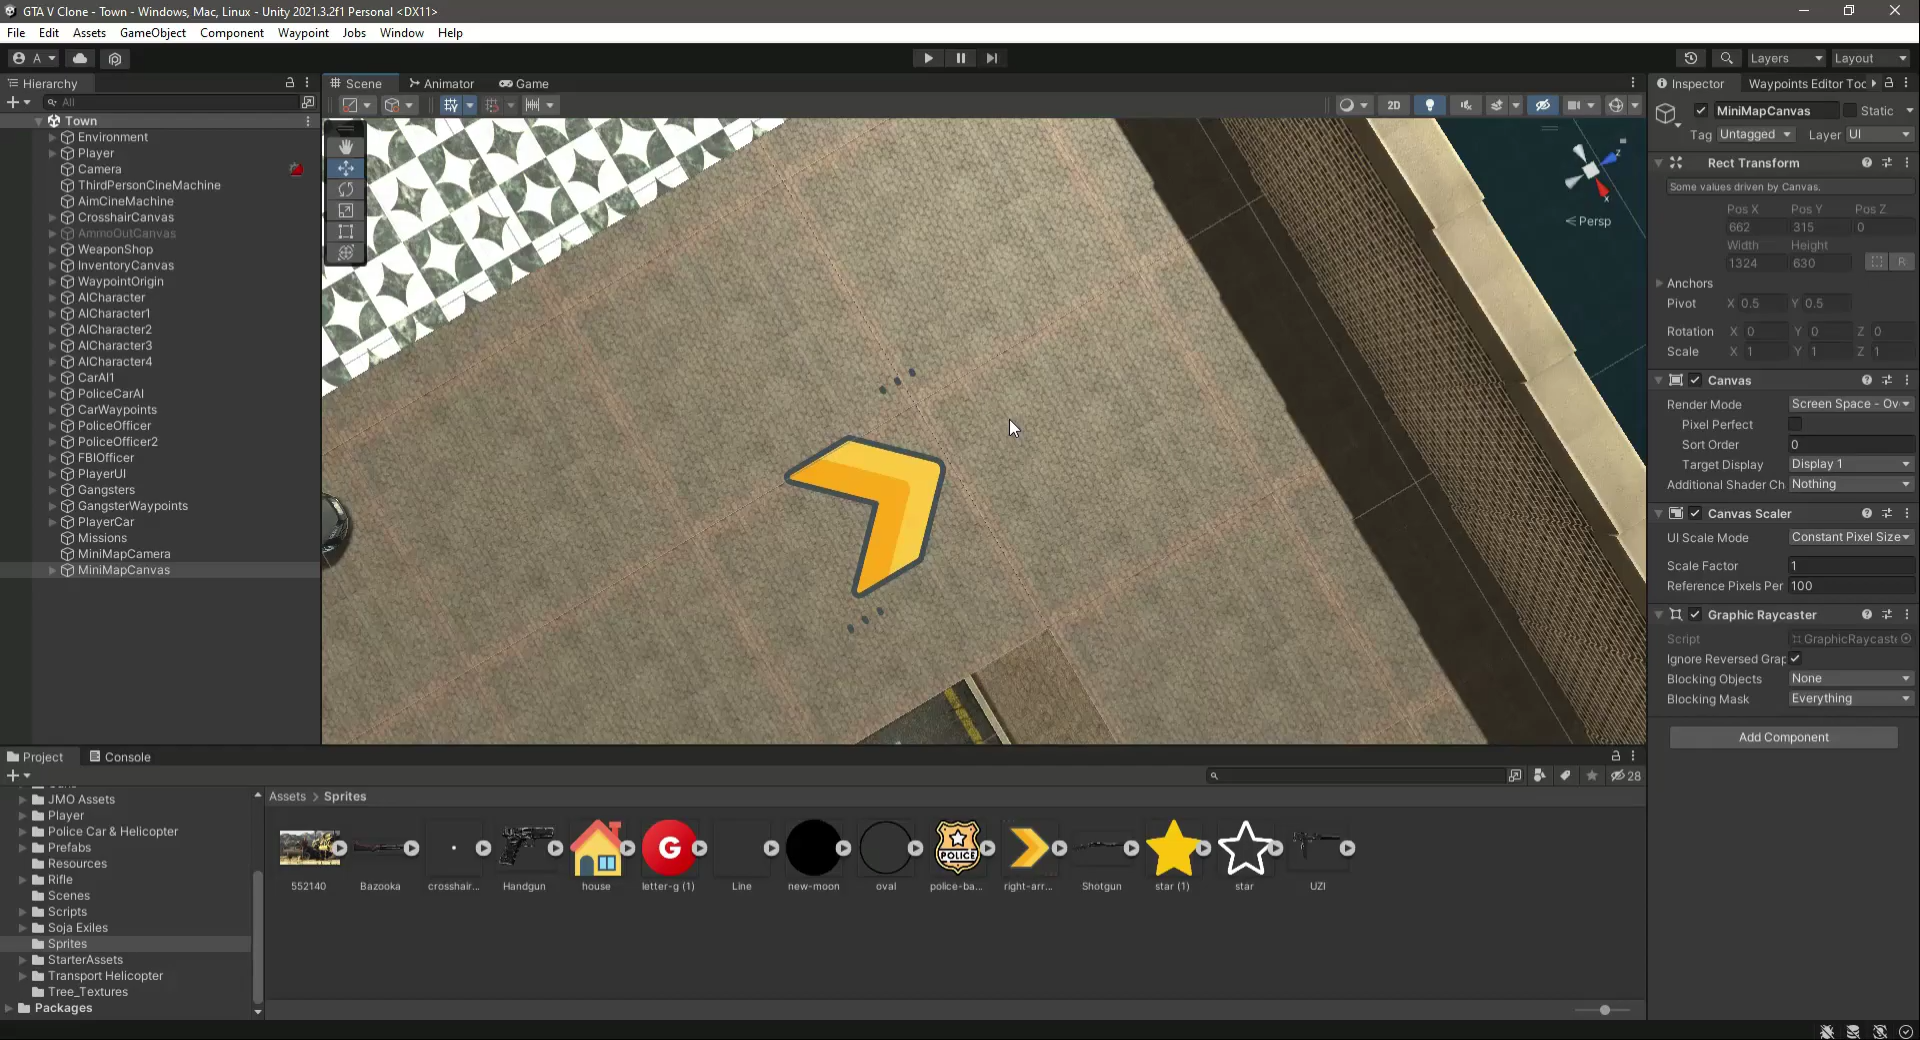 GTA V Clone - Town - Windows, Mac, Linux - Unity 2021.3.2f1 Personal <DX11>
File Edit Assets GameObject Component Waypoint Jobs Window Help
A
Layers Layout
Hierarchy
All
Town
Environment
Player
Camera
ThirdPersonCineMachine
AimCineMachine
CrosshairCanvas
AmmoOutCanvas
WeaponShop
InventoryCanvas
WaypointOrigin
AICharacter
AICharacter1
AICharacter2
AICharacter3
AICharacter4
CarAI1
PoliceCarAI
CarWaypoints
PoliceOfficer
PoliceOfficer2
FBIOfficer
PlayerUI
Gangsters
GangsterWaypoints
PlayerCar
Missions
MiniMapCamera
MiniMapCanvas
Scene Animator Game
2D
z
x
Persp
Inspector Waypoints Editor Toc
MiniMapCanvas Static
Tag Untagged Layer UI
Rect Transform
Some values driven by Canvas.
Pos X Pos Y Pos Z
662 315 0
Width Height
1324 630 R
Anchors
Pivot X 0.5 Y 0.5
Rotation X 0 Y 0 Z 0
Scale X 1 Y 1 Z 1
Canvas
Render Mode Screen Space - Ov
Pixel Perfect
Sort Order 0
Target Display Display 1
Additional Shader Ch Nothing
Canvas Scaler
UI Scale Mode Constant Pixel Size
Scale Factor 1
Reference Pixels Per 100
Graphic Raycaster
Script GraphicRaycaste
Ignore Reversed Grap
Blocking Objects None
Blocking Mask Everything
Add Component
Project Console
28
JMO Assets
Player
Police Car & Helicopter
Prefabs
Resources
Rifle
Scenes
Scripts
Soja Exiles
Sprites
StarterAssets
Transport Helicopter
Tree_Textures
Packages
Assets > Sprites
G
POLICE
552140 Bazooka crosshair... Handgun house letter-g (1) Line new-moon oval police-ba... right-arr... Shotgun star (1) star UZI